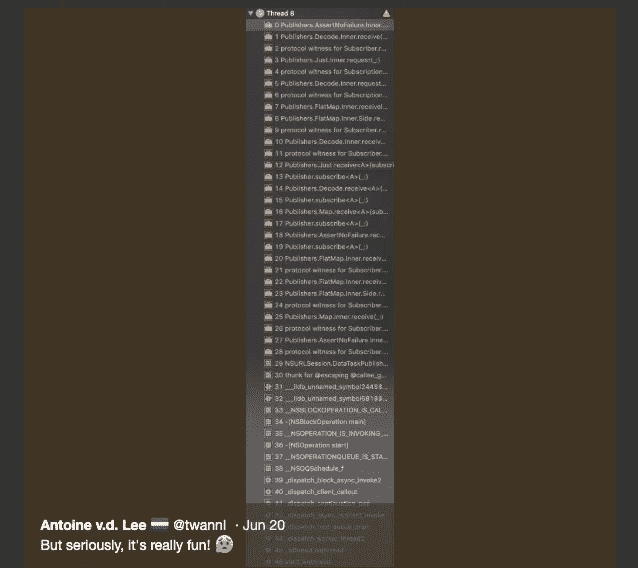 Thread 6
0 Publishers.AssertNoFailure.Inner...
1 Publishers.Decode.Inner.receive(...
2 protocol witness for Subscriber.r...
3 Publishers.Just.Inner.request(_:)
4 protocol witness for Subscription...
5 Publishers.Decode.Inner.request...
6 protocol witness for Subscription...
7 Publishers.FlatMap.Inner.receivel...
8 Publishers.FlatMap.Inner.Side.re...
9 protocol witness for Subscriber.r...
10 Publishers.Decode.Inner.receiv...
11 protocol witness for Subscriber....
12 Publishers.Just.receive<A>(subscri
13 Publisher.subscribe<A>(_:)
14 Publishers.Decode.receive<A>(...
15 Publisher.subscribe<A>(_:)
16 Publishers.Map.receive<A>(sub...
17 Publisher.subscribe<A>(_:)
18 Publishers.AssertNoFailure.rec...
19 Publisher.subscribe<A>(_:)
20 Publishers.FlatMap.Inner.receiv...
21 protocol witness for Subscriber....
22 Publishers.FlatMap.Inner.receiv...
23 Publishers.FlatMap.Inner.Side.r...
24 protocol witness for Subscriber....
25 Publishers.Map.Inner.receive(_:)
26 protocol witness for Subscriber....
27 Publishers.AssertNoFailure.Inne...
28 protocol witness for Subscriber....
29 NSURLSession.DataTaskPublish...
30 thunk for @escaping @callee_g...
31
32
33 __NSBLOCKOPERATION_IS_CAL...
34 -[NSBlockOperation main]
35 __NSOPERATION_IS_INVOKING_...
36 -[NSOperation start]
37 __NSOPERATIONQUEUE_IS_STA...
38 __NSOQSchedule_f
39 _dispatch_block_async_invoke2
40 _dispatch_client_callout
Antoine v.d. Lee @twannl · Jun 20
But seriously, it's really fun!